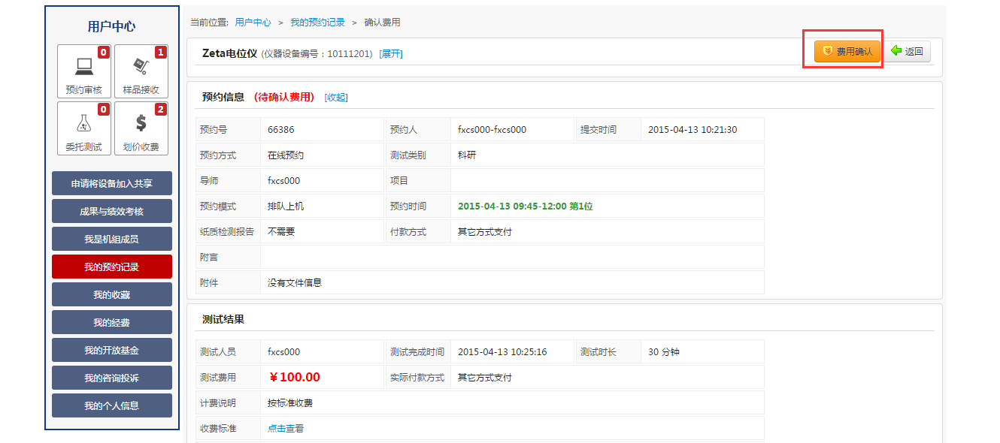 用户中心
0
预约审核
1
样品接收
0
委托测试
2
划价收费
申请将设备加入共享
成果与绩效考核
我是机组成员
我的预约记录
我的收藏
我的经费
我的开放基金
我的咨询投诉
我的个人信息
当前位置: 用户中心 > 我的预约记录 > 确认费用
Zeta电位仪 (仪器设备编号：10111201) [展开]
费用确认 返回
预约信息 (待确认费用) [收起]
预约号 66386 预约人 fxcs000-fxcs000 提交时间 2015-04-13 10:21:30
预约方式 在线预约 测试类别 科研
导师 fxcs000 项目
预约模式 排队上机 预约时间 2015-04-13 09:45-12:00 第1位
纸质检测报告 不需要 付款方式 其它方式支付
附言
附件 没有文件信息
测试结果
测试人员 fxcs000 测试完成时间 2015-04-13 10:25:16 测试时长 30 分钟
测试费用 ￥100.00 实际付款方式 其它方式支付
计费说明 按标准收费
收费标准 点击查看